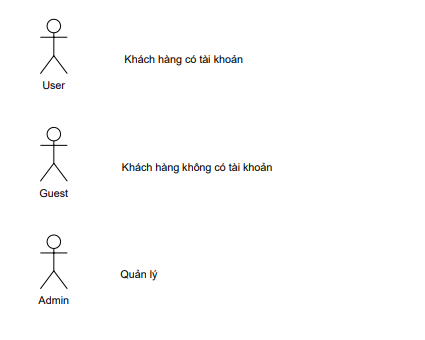 Khách hàng có tài khoản
User
Khách hàng không có tài khoản
Guest
Quản lý
Admin